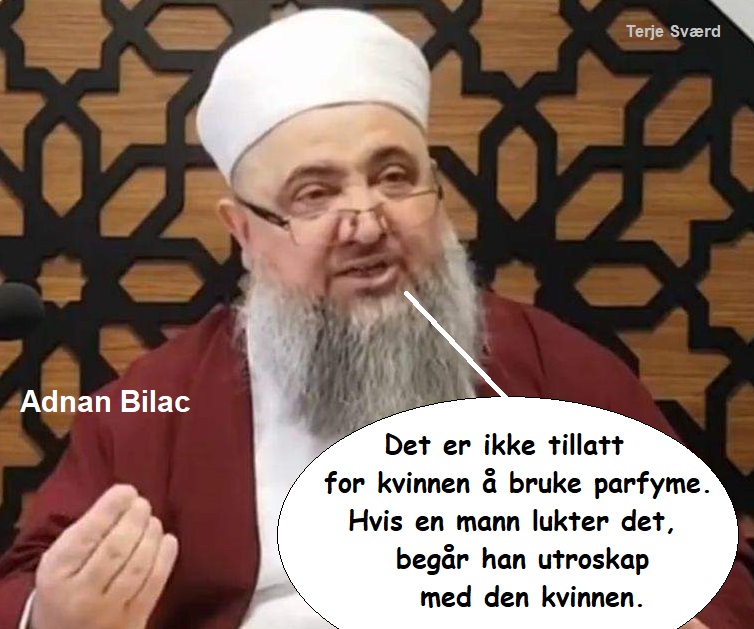 Terje Sværd
Adnan Bilac
Det er ikke tillatt
for kvinnen å bruke parfyme.
Hvis en mann lukter det,
begår han utroskap
med den kvinnen.